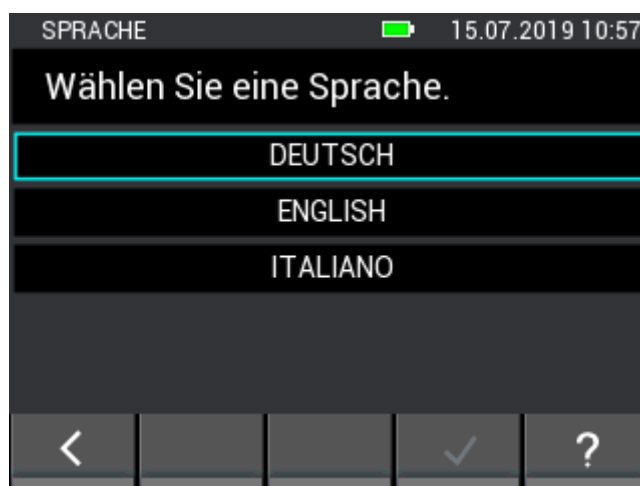 SPRACHE 15.07.2019 10:57
Wählen Sie eine Sprache.
DEUTSCH
ENGLISH
ITALIANO
?